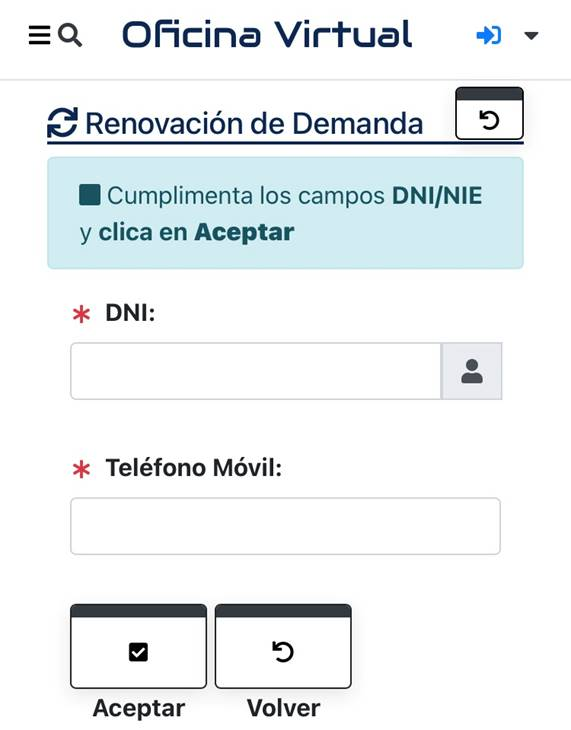 Oficina Virtual
Renovación de Demanda
Cumplimenta los campos DNI/NIE
y clica en Aceptar
* DNI:
* Teléfono Móvil:
Aceptar Volver